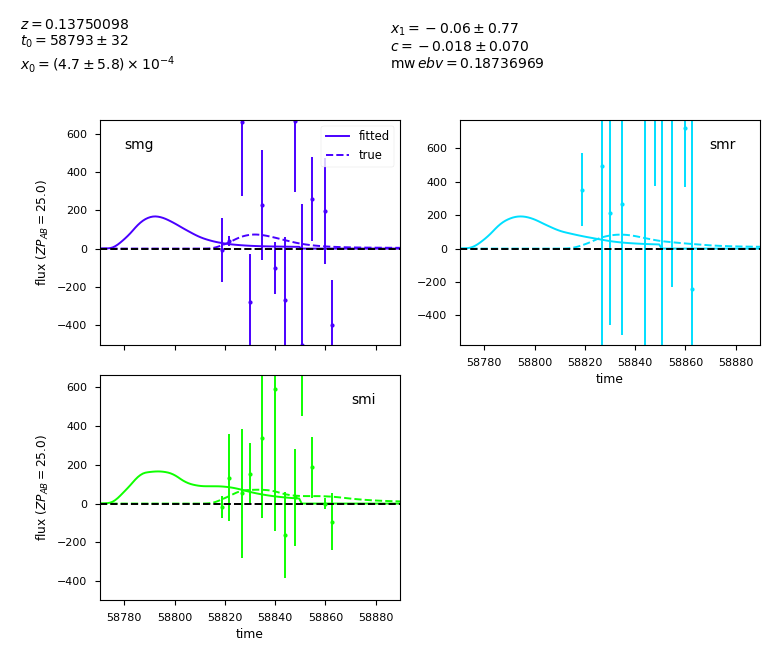 z = 0.13750098
t₀ = 58793 ± 32
x₀ = (4.7 ± 5.8) × 10⁻⁴
x₁ = −0.06 ± 0.77
c = −0.018 ± 0.070
mw ebv = 0.18736969
smg
fitted
true
600
400
200
0
−200
−400
flux (ZP_AB = 25.0)
smr
600
400
200
0
−200
−400
58780 58800 58820 58840 58860 58880
time
smi
600
400
200
0
−200
−400
flux (ZP_AB = 25.0)
58780 58800 58820 58840 58860 58880
time